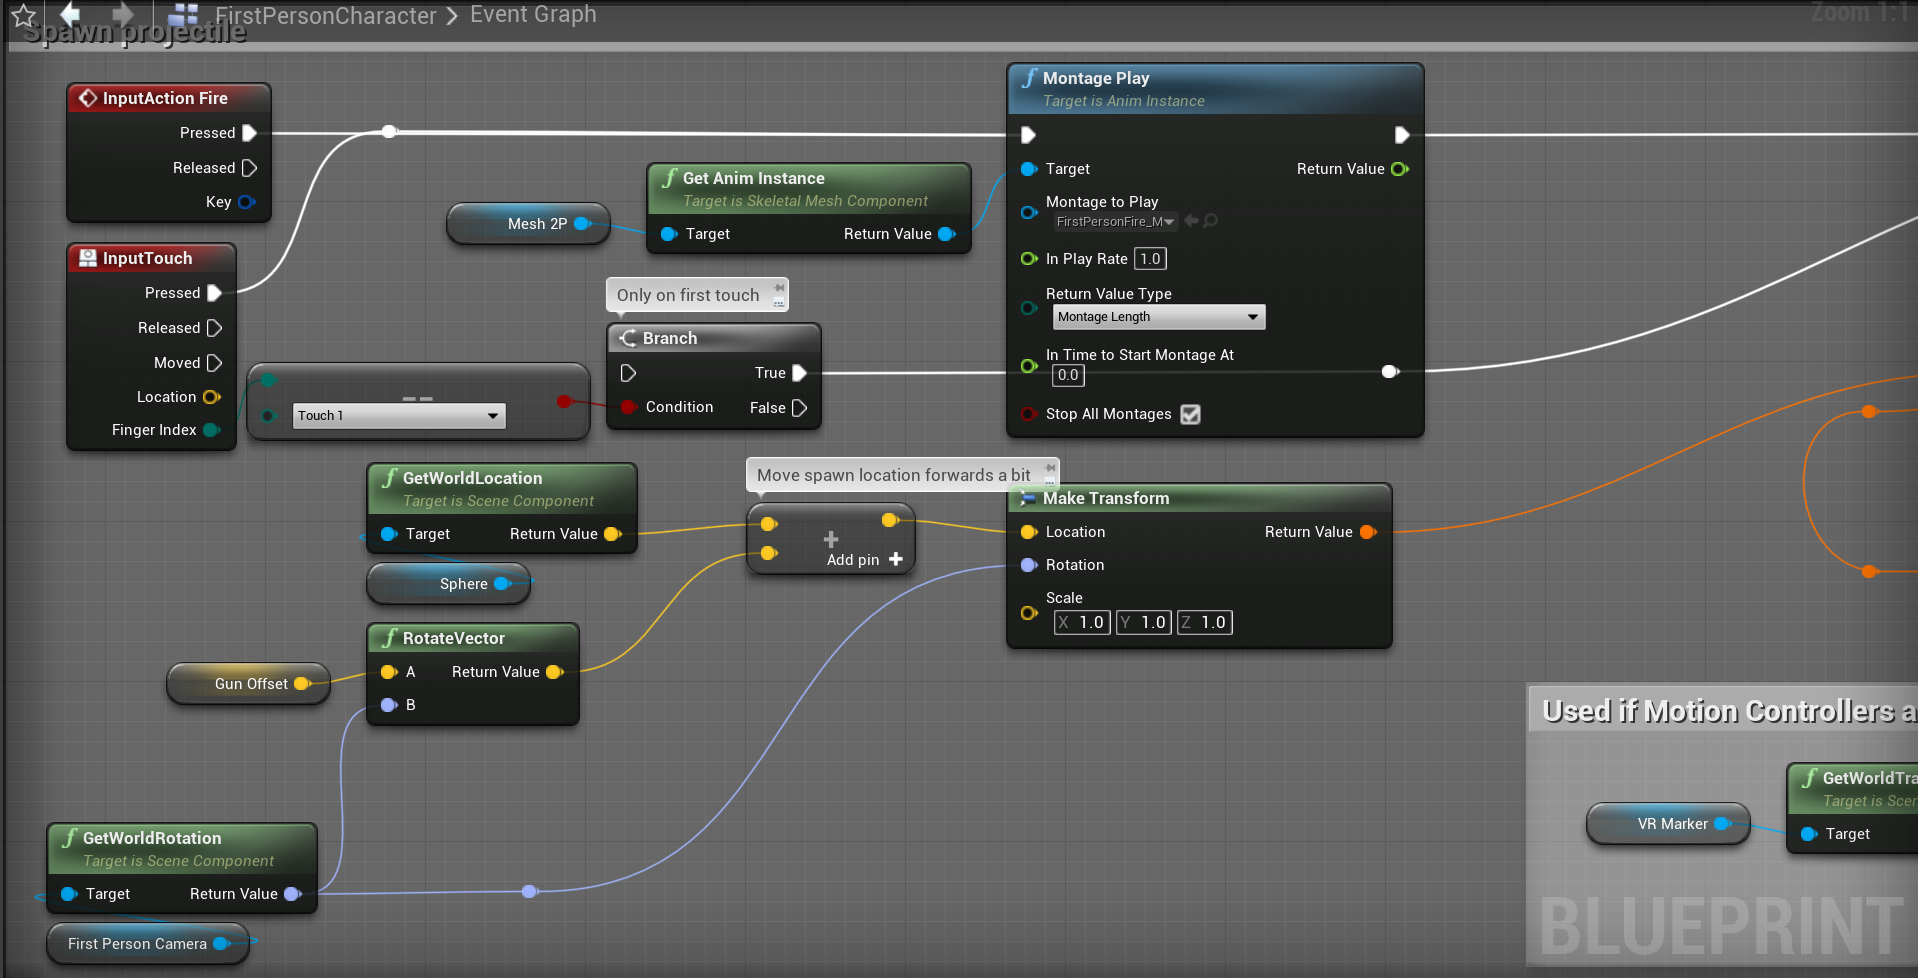 FirstPersonCharacter > Event Graph
Zoom 1:1
Spawn projectile
InputAction Fire
Pressed
Released
Key
InputTouch
Pressed
Released
Moved
Location
Finger Index
==
Touch 1
Mesh 2P
Get Anim Instance
Target is Skeletal Mesh Component
Target
Return Value
Only on first touch
Branch
True
Condition
False
Montage Play
Target is Anim Instance
Target
Return Value
Montage to Play
FirstPersonFire_M
In Play Rate 1.0
Return Value Type
Montage Length
In Time to Start Montage At
0.0
Stop All Montages
GetWorldLocation
Target is Scene Component
Target
Return Value
Sphere
Move spawn location forwards a bit
+
Add pin +
Make Transform
Location
Return Value
Rotation
Scale
X 1.0 Y 1.0 Z 1.0
RotateVector
A
Return Value
B
Gun Offset
GetWorldRotation
Target is Scene Component
Target
Return Value
First Person Camera
Used if Motion Controllers a
GetWorldTra
Target is Scen
Target
VR Marker
BLUEPRINT